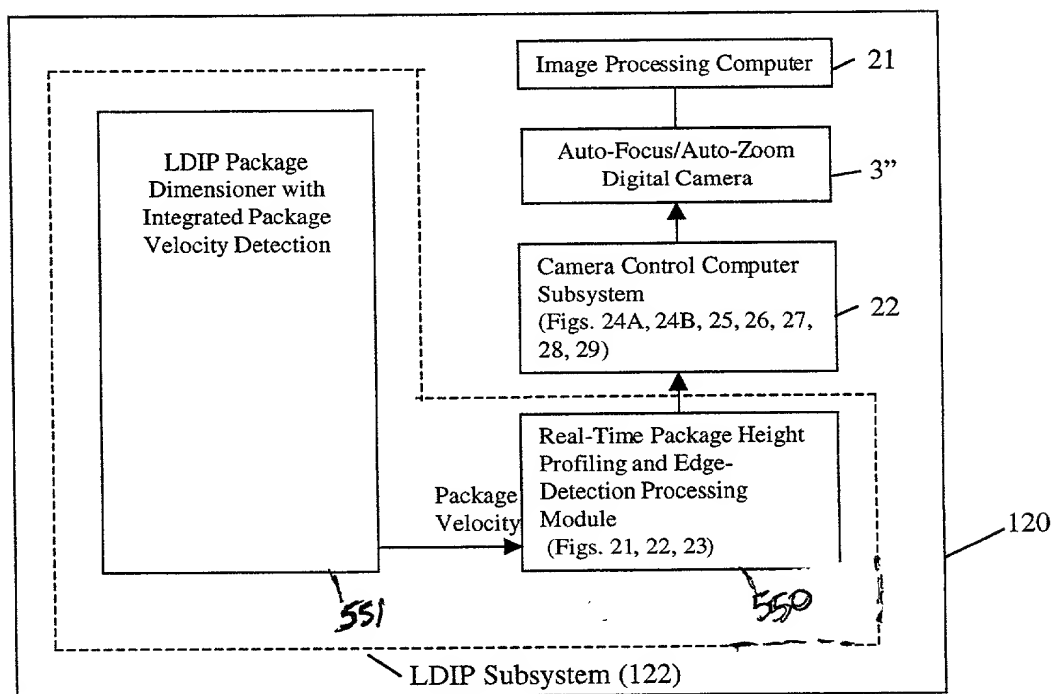 Image Processing Computer
21
LDIP Package
Dimensioner with
Integrated Package
Velocity Detection
Auto-Focus/Auto-Zoom
Digital Camera
3”
Camera Control Computer
Subsystem
(Figs. 24A, 24B, 25, 26, 27,
28, 29)
22
Real-Time Package Height
Profiling and Edge-
Detection Processing
Module
(Figs. 21, 22, 23)
Package
Velocity
120
551
550
LDIP Subsystem (122)